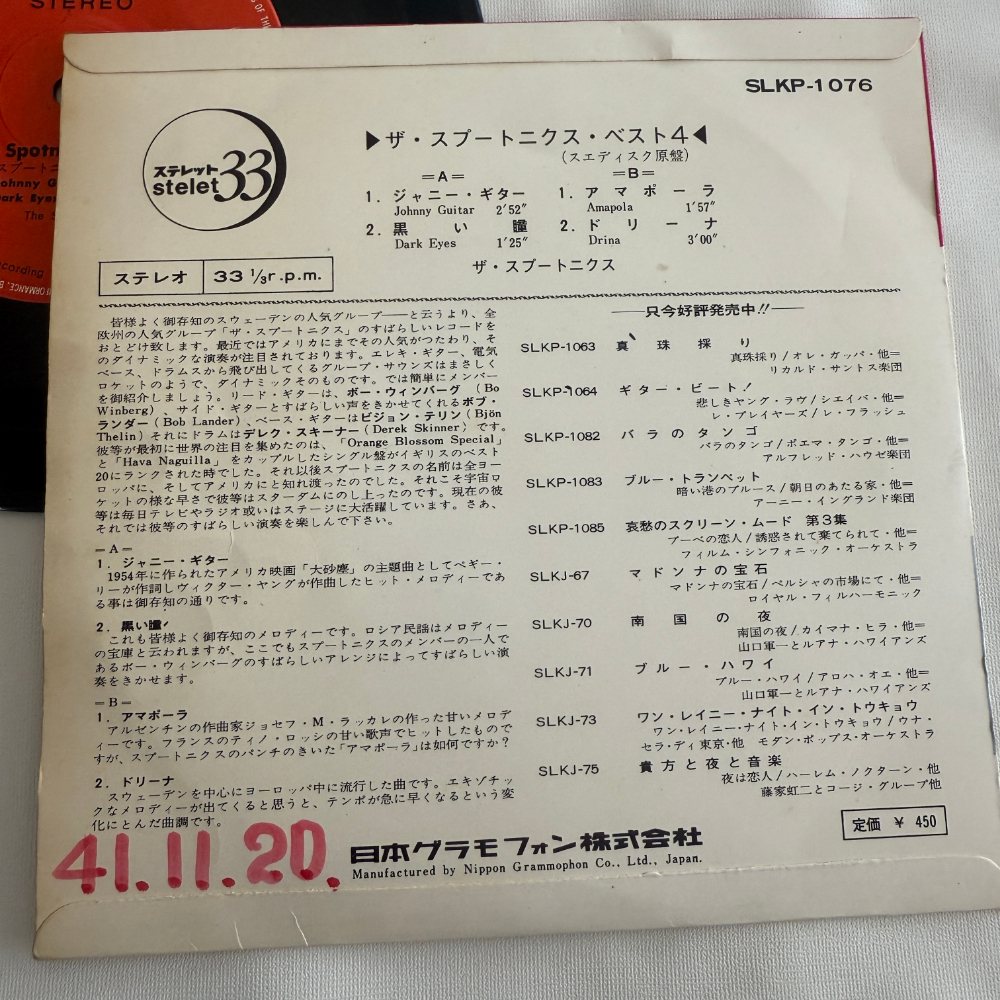 STEREO
SLKP-1076
ステレット
stelet 33
▶ザ・スプートニクス・ベスト4◀
(スエディスク原盤)
=A=
1. ジャニー・ギター
Johnny Guitar 2′52″
2. 黒い瞳
Dark Eyes 1′25″
=B=
1. アマポーラ
Amapola 1′57″
2. ドリーナ
Drina 3′00″
ザ・スプートニクス
ステレオ 33 1/3 r.p.m.
皆様よく御存知のスウェーデンの人気グループ──と云うより、全
欧州の人気グループ「ザ・スプートニクス」のすばらしいレコードを
おとどけ致します。最近ではアメリカにまでその人気がつたわり、そ
のダイナミックな演奏が注目されております。エレキ・ギター、電気
ベース、ドラムスから飛び出してくるグループ・サウンズはまさしく
ロケットのようで、ダイナミックそのものです。では簡単にメンバー
を御紹介しましょう。リード・ギターは、ボー・ウィンバーグ (Bo
Winberg)、サイド・ギターとすばらしい声をきかせてくれるボブ・
ランダー (Bob Lander)、ベース・ギターはビジョン・テリン (Bjön
Thelin) それにドラムはデレク・スキーナー (Derek Skinner) です。
彼等が最初に世界の注目を集めたのは、「Orange Blossom Special」
と「Hava Naguilla」をカップルしたシングル盤がイギリスのベスト
20にランクされた時でした。それ以後スプートニクスの名前は全ヨー
ロッパに、そしてアメリカにと知れ渡ったのでした。それこそ宇宙ロ
ケットの様な早さで彼等はスターダムにのし上ったのです。現在の彼
等は毎日テレビやラジオ或いはステージに大活躍しています。さあ、
それでは彼等のすばらしい演奏を楽しんで下さい。
=A=
1. ジャニー・ギター
1954年に作られたアメリカ映画「大砂塵」の主題曲としてペギー・
リーが作詞しヴィクター・ヤングが作曲したヒット・メロディーであ
る事は御存知の通りです。
2. 黒い瞳
これも皆様よく御存知のメロディーです。ロシア民謡はメロディー
の宝庫と云われますが、ここでもスプートニクスのメンバーの一人で
あるボー・ウィンバーグのすばらしいアレンジによってすばらしい演
奏をきかせます。
=B=
1. アマポーラ
アルゼンチンの作曲家ジョセフ・M・ラッカレの作った甘いメロデ
ィーです。フランスのティノ・ロッシの甘い歌声でヒットしたもので
すが、スプートニクスのパンチのきいた「アマポーラ」は如何ですか?
2. ドリーナ
スウェーデンを中心にヨーロッパ中に流行した曲です。エキゾチッ
クなメロディーが出てくると思うと、テンポが急に早くなるという変
化にとんだ曲調です。
──只今好評発売中!!──
SLKP-1063 真珠採り
真珠採り/オレ・ガッパ・他=
リカルド・サントス楽団
SLKP-1064 ギター・ビート!
悲しきヤング・ラヴ/シエイバ・他=
レ・プレイヤーズ/レ・フラッシュ
SLKP-1082 バラのタンゴ
バラのタンゴ/ポエマ・タンゴ・他=
アルフレッド・ハウゼ楽団
SLKP-1083 ブルー・トランペット
暗い港のブルース/朝日のあたる家・他=
アーニー・イングランド楽団
SLKP-1085 哀愁のスクリーン・ムード 第3集
ブーベの恋人/誘惑されて棄てられて・他=
フィルム・シンフォニック・オーケストラ
SLKJ-67 マドンナの宝石
マドンナの宝石/ペルシャの市場にて・他=
ロイヤル・フィルハーモニック
SLKJ-70 南国の夜
南国の夜/カイマナ・ヒラ・他=
山口軍一とルアナ・ハワイアンズ
SLKJ-71 ブルー・ハワイ
ブルー・ハワイ/アロハ・オエ・他=
山口軍一とルアナ・ハワイアンズ
SLKJ-73 ワン・レイニー・ナイト・イン・トウキョウ
ワン・レイニー・ナイト・イン・トウキョウ/ウナ・
セラ・ディ東京・他 モダン・ポップス・オーケストラ
SLKJ-75 貴方と夜と音楽
夜は恋人/ハーレム・ノクターン・他
藤家虹二とコージ・グループ他
定価 ¥ 450
41.11.20.
日本グラモフォン株式会社
Manufactured by Nippon Grammophon Co., Ltd., Japan.